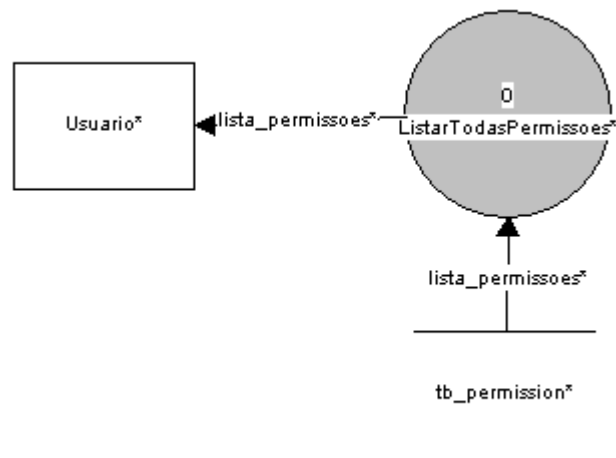 0
Usuario*
lista_permissoes*
ListarTodasPermissoes*
lista_permissoes*
tb_permission*